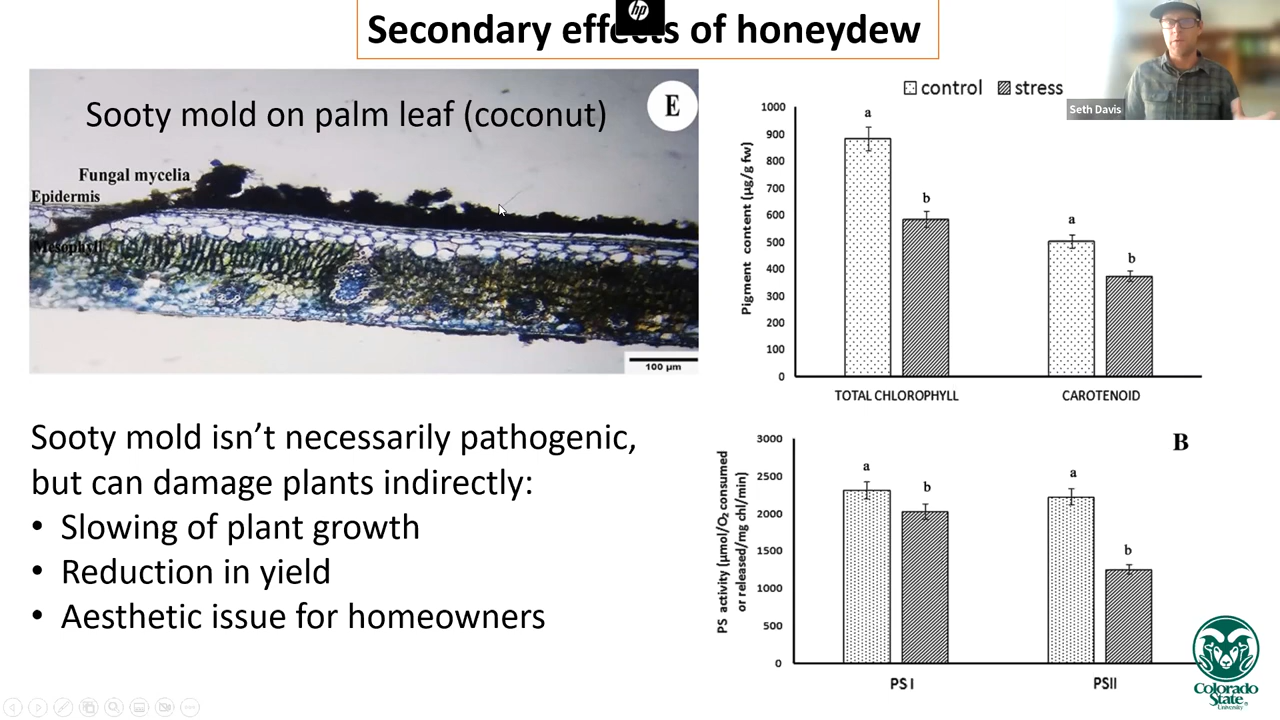 Secondary effects of honeydew
hp
Seth Davis
Sooty mold on palm leaf (coconut)
E
Fungal mycelia
Epidermis
Mesophyll
100 µm
Sooty mold isn’t necessarily pathogenic,
but can damage plants indirectly:
• Slowing of plant growth
• Reduction in yield
• Aesthetic issue for homeowners
control stress
Pigment content (µg/g fw)
1000
900
800
700
600
500
400
300
200
100
0
a
b
a
b
TOTAL CHLOROPHYLL CAROTENOID
B
PS activity (µmol/O₂ consumed
or released/mg chl/min)
3000
2500
2000
1500
1000
500
0
a
b
a
b
PS I PSII
Colorado
State
University